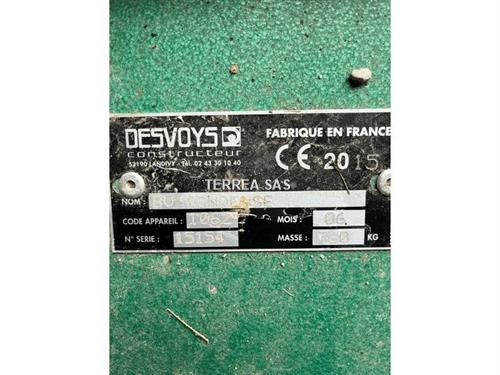 DESVOYS
constructeur
53190 LANDIVY - Tél. 02 43 30 10 40
FABRIQUE EN FRANCE
CE 2015
TERREA SAS
NOM :
CODE APPAREIL :
MOIS : 06
N° SERIE : 15154
MASSE : KG